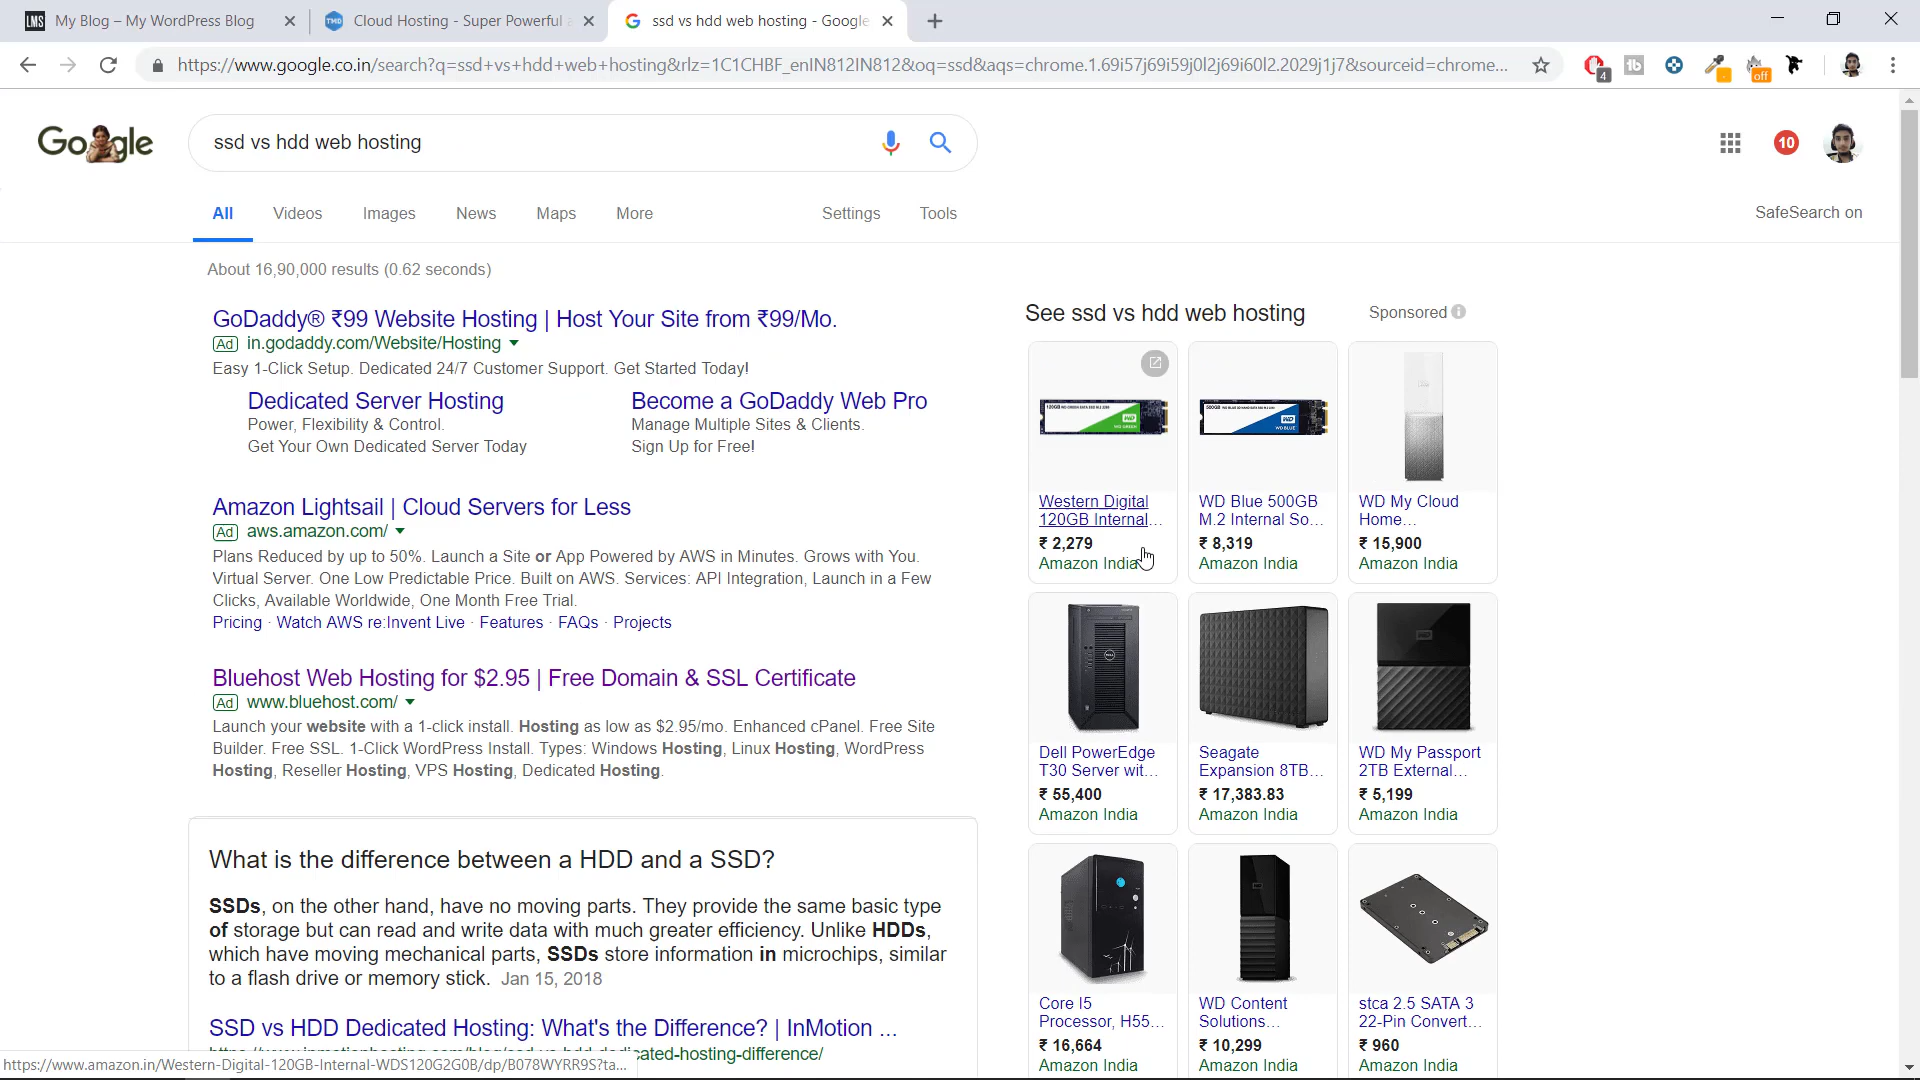 LMS My Blog – My WordPress Blog
TMD Cloud Hosting - Super Powerful a
ssd vs hdd web hosting - Google
https://www.google.co.in/search?q=ssd+vs+hdd+web+hosting&rlz=1C1CHBF_enIN812IN812&oq=ssd&aqs=chrome.1.69i57j69i59j0l2j69i60l2.2029j1j7&sourceid=chrome...
4
off
Google
ssd vs hdd web hosting
10
All
Videos
Images
News
Maps
More
Settings
Tools
SafeSearch on
About 16,90,000 results (0.62 seconds)
GoDaddy® ₹99 Website Hosting | Host Your Site from ₹99/Mo.
Ad in.godaddy.com/Website/Hosting
Easy 1-Click Setup. Dedicated 24/7 Customer Support. Get Started Today!
Dedicated Server Hosting
Power, Flexibility & Control.
Get Your Own Dedicated Server Today
Become a GoDaddy Web Pro
Manage Multiple Sites & Clients.
Sign Up for Free!
Amazon Lightsail | Cloud Servers for Less
Ad aws.amazon.com/
Plans Reduced by up to 50%. Launch a Site or App Powered by AWS in Minutes. Grows with You.
Virtual Server. One Low Predictable Price. Built on AWS. Services: API Integration, Launch in a Few
Clicks, Available Worldwide, One Month Free Trial.
Pricing · Watch AWS re:Invent Live · Features · FAQs · Projects
Bluehost Web Hosting for $2.95 | Free Domain & SSL Certificate
Ad www.bluehost.com/
Launch your website with a 1-click install. Hosting as low as $2.95/mo. Enhanced cPanel. Free Site
Builder. Free SSL. 1-Click WordPress Install. Types: Windows Hosting, Linux Hosting, WordPress
Hosting, Reseller Hosting, VPS Hosting, Dedicated Hosting.
What is the difference between a HDD and a SSD?
SSDs, on the other hand, have no moving parts. They provide the same basic type
of storage but can read and write data with much greater efficiency. Unlike HDDs,
which have moving mechanical parts, SSDs store information in microchips, similar
to a flash drive or memory stick. Jan 15, 2018
SSD vs HDD Dedicated Hosting: What's the Difference? | InMotion ...
https://www.inmotionhosting.com/blog/ssd-vs-hdd-dedicated-hosting-difference/
https://www.amazon.in/Western-Digital-120GB-Internal-WDS120G2G0B/dp/B078WYRR9S?ta...
See ssd vs hdd web hosting
Sponsored
Western Digital
120GB Internal...
₹ 2,279
Amazon India
WD Blue 500GB
M.2 Internal So...
₹ 8,319
Amazon India
WD My Cloud
Home...
₹ 15,900
Amazon India
Dell PowerEdge
T30 Server wit...
₹ 55,400
Amazon India
Seagate
Expansion 8TB...
₹ 17,383.83
Amazon India
WD My Passport
2TB External...
₹ 5,199
Amazon India
Core I5
Processor, H55...
₹ 16,664
Amazon India
WD Content
Solutions...
₹ 10,299
Amazon India
stca 2.5 SATA 3
22-Pin Convert...
₹ 960
Amazon India